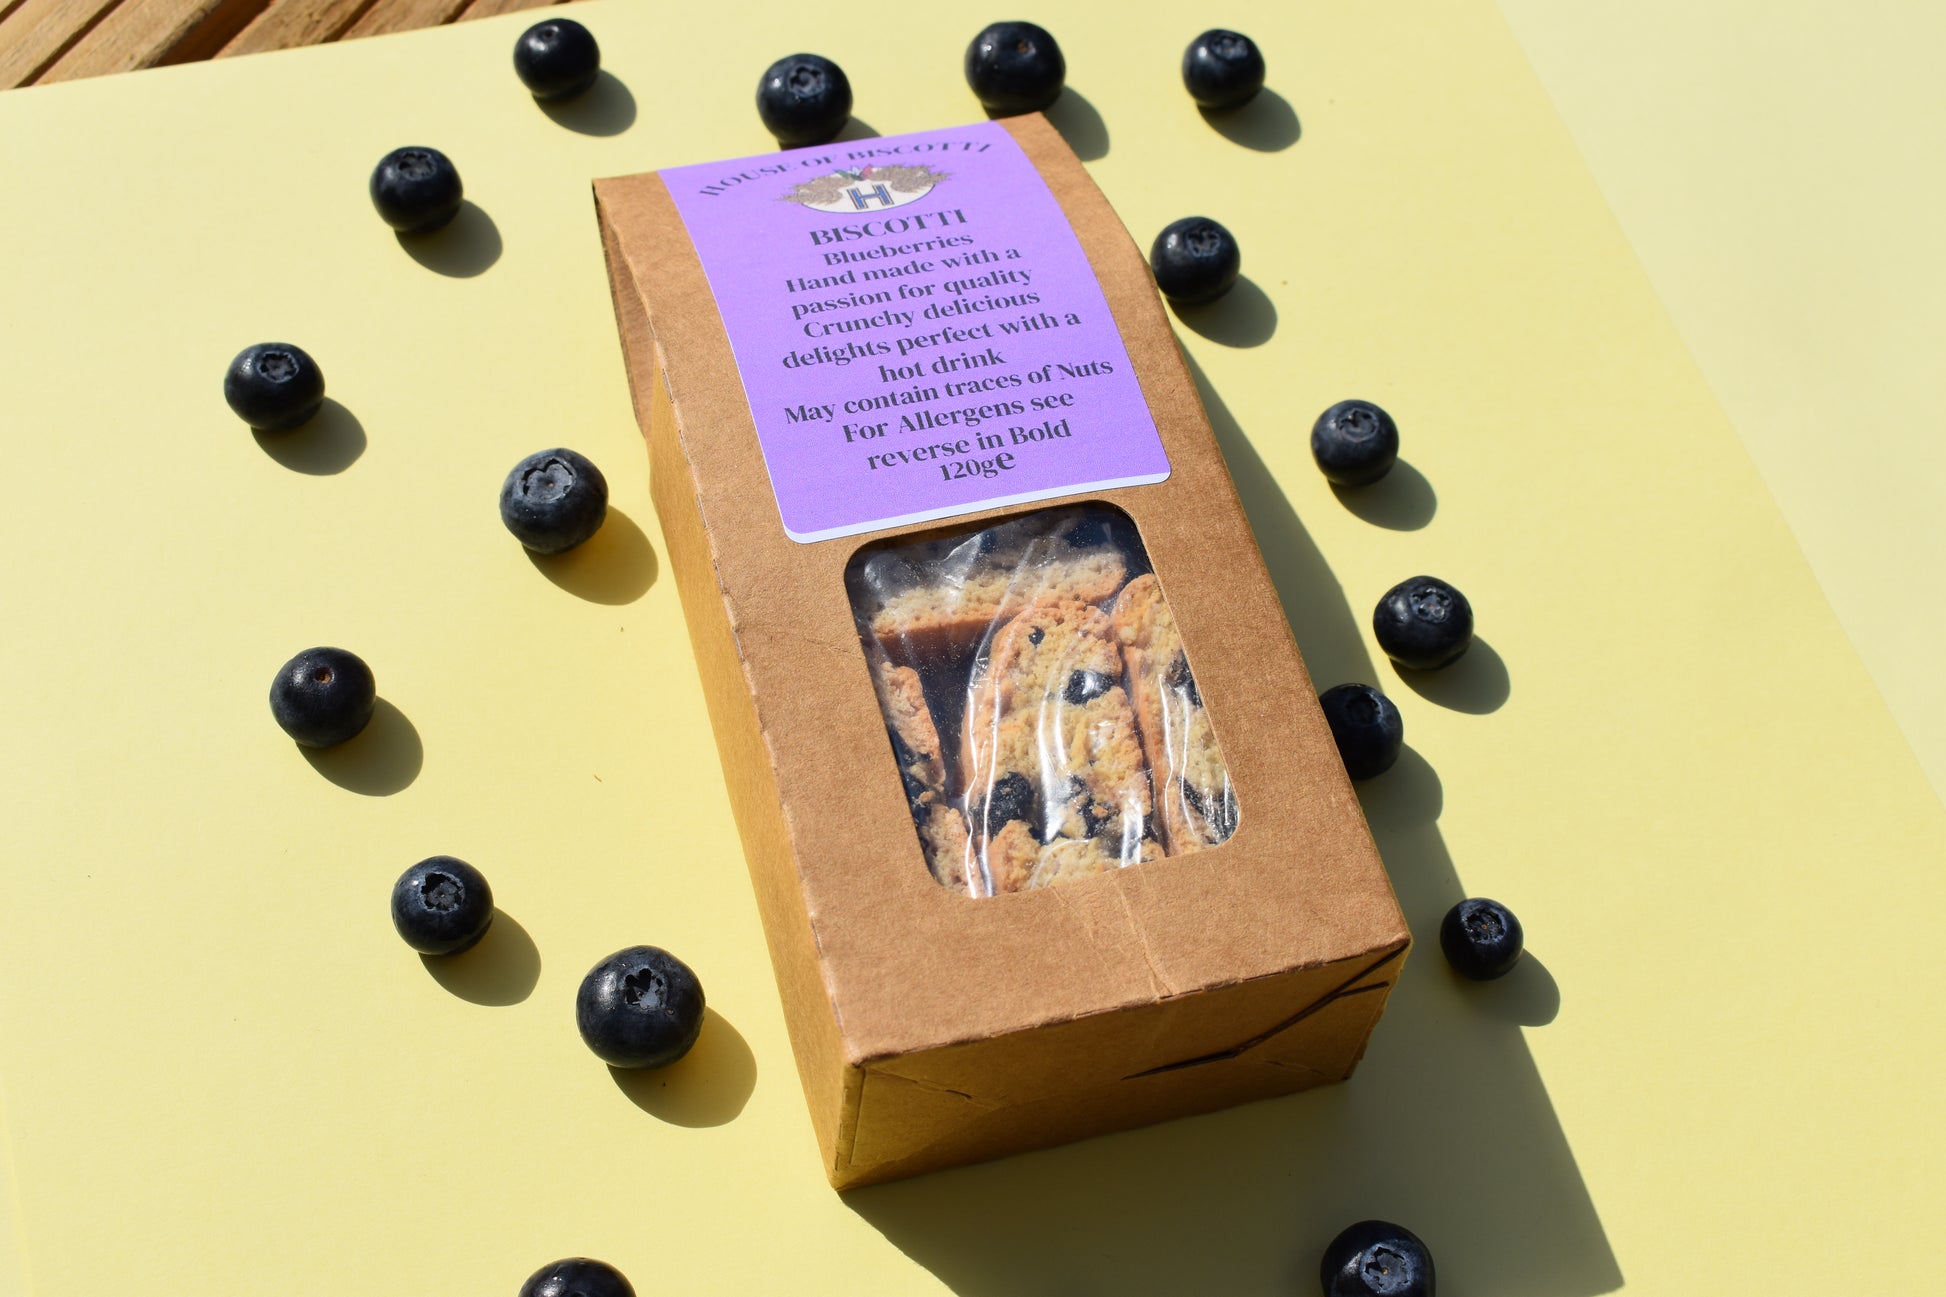 HOUSE OF BISCOTTI
H
BISCOTTI
Blueberries
Hand made with a
passion for quality
Crunchy delicious
delights perfect with a
hot drink
May contain traces of Nuts
For Allergens see
reverse in Bold
120g℮